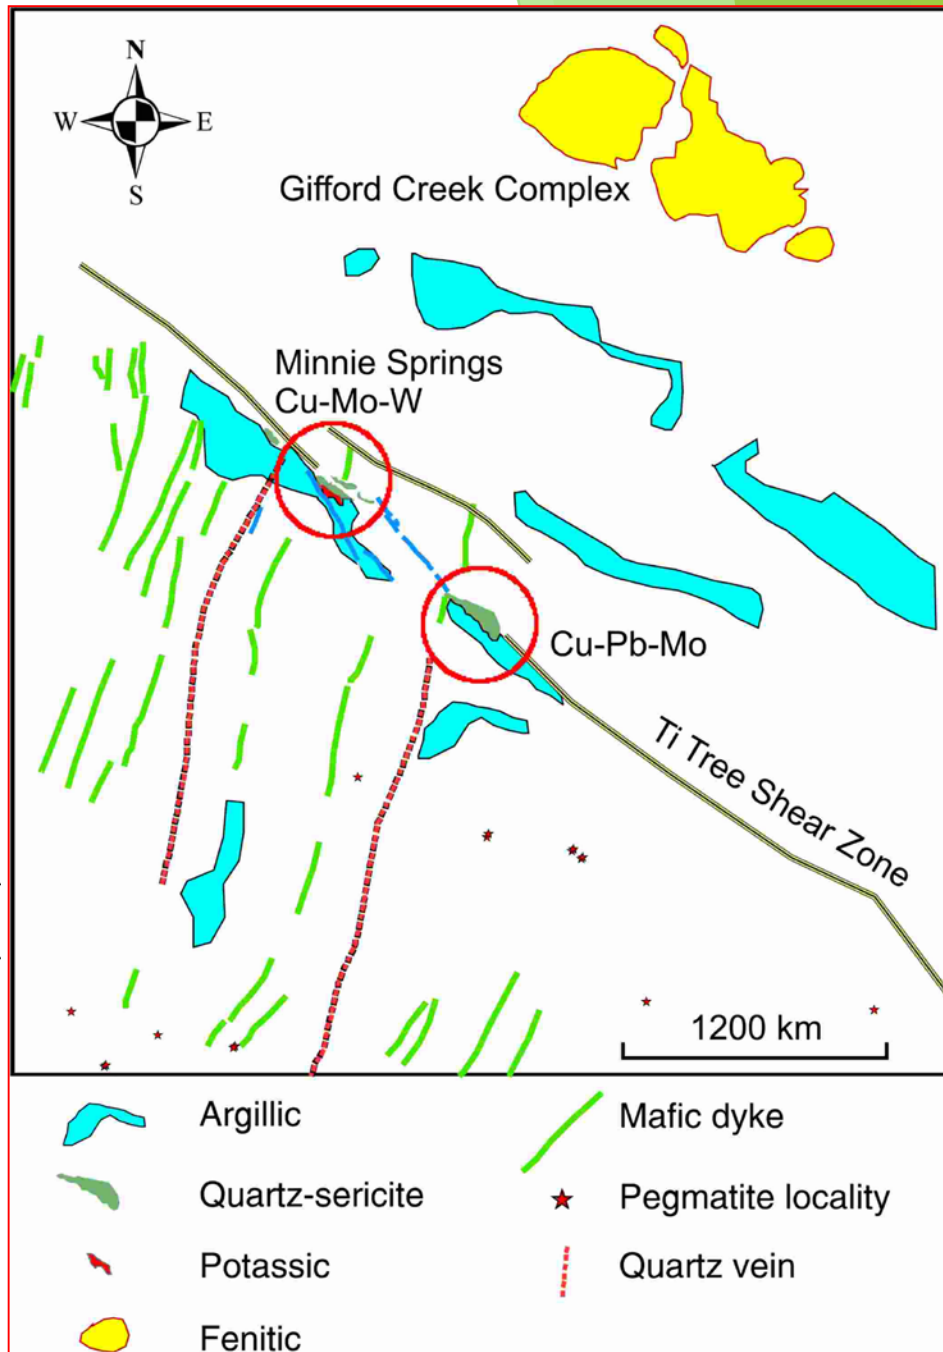 N
W E
S
Gifford Creek Complex
Minnie Springs
Cu-Mo-W
Cu-Pb-Mo
Ti Tree Shear Zone
1200 km
Argillic
Mafic dyke
Quartz-sericite
Pegmatite locality
Potassic
Quartz vein
Fenitic